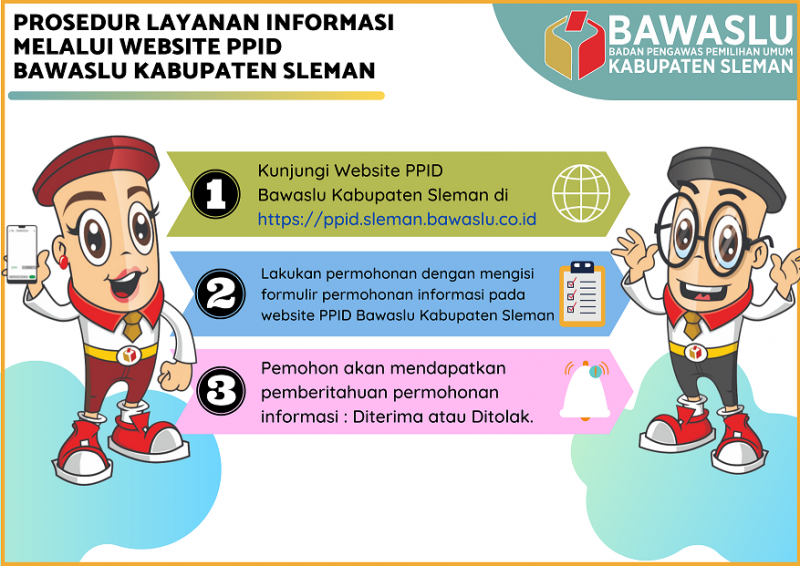 PROSEDUR LAYANAN INFORMASI
MELALUI WEBSITE PPID
BAWASLU KABUPATEN SLEMAN
BAWASLU
BADAN PENGAWAS PEMILIHAN UMUM
KABUPATEN SLEMAN
1
Kunjungi Website PPID
Bawaslu Kabupaten Sleman di
https://ppid.sleman.bawaslu.co.id
2
Lakukan permohonan dengan mengisi
formulir permohonan informasi pada
website PPID Bawaslu Kabupaten Sleman
3
Pemohon akan mendapatkan
pemberitahuan permohonan
informasi : Diterima atau Ditolak.